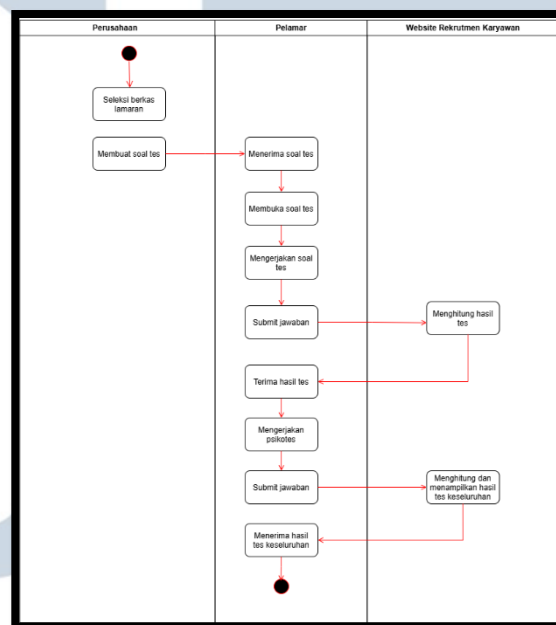 Perusahaan
Pelamar
Website Rekrutmen Karyawan
Seleksi berkas
lamaran
Membuat soal tes
Menerima soal tes
Membuka soal tes
Mengerjakan soal
tes
Submit jawaban
Menghitung hasil
tes
Terima hasil tes
Mengerjakan
psikotes
Submit jawaban
Menghitung dan
menampilkan hasil
tes keseluruhan
Menerima hasil
tes keseluruhan